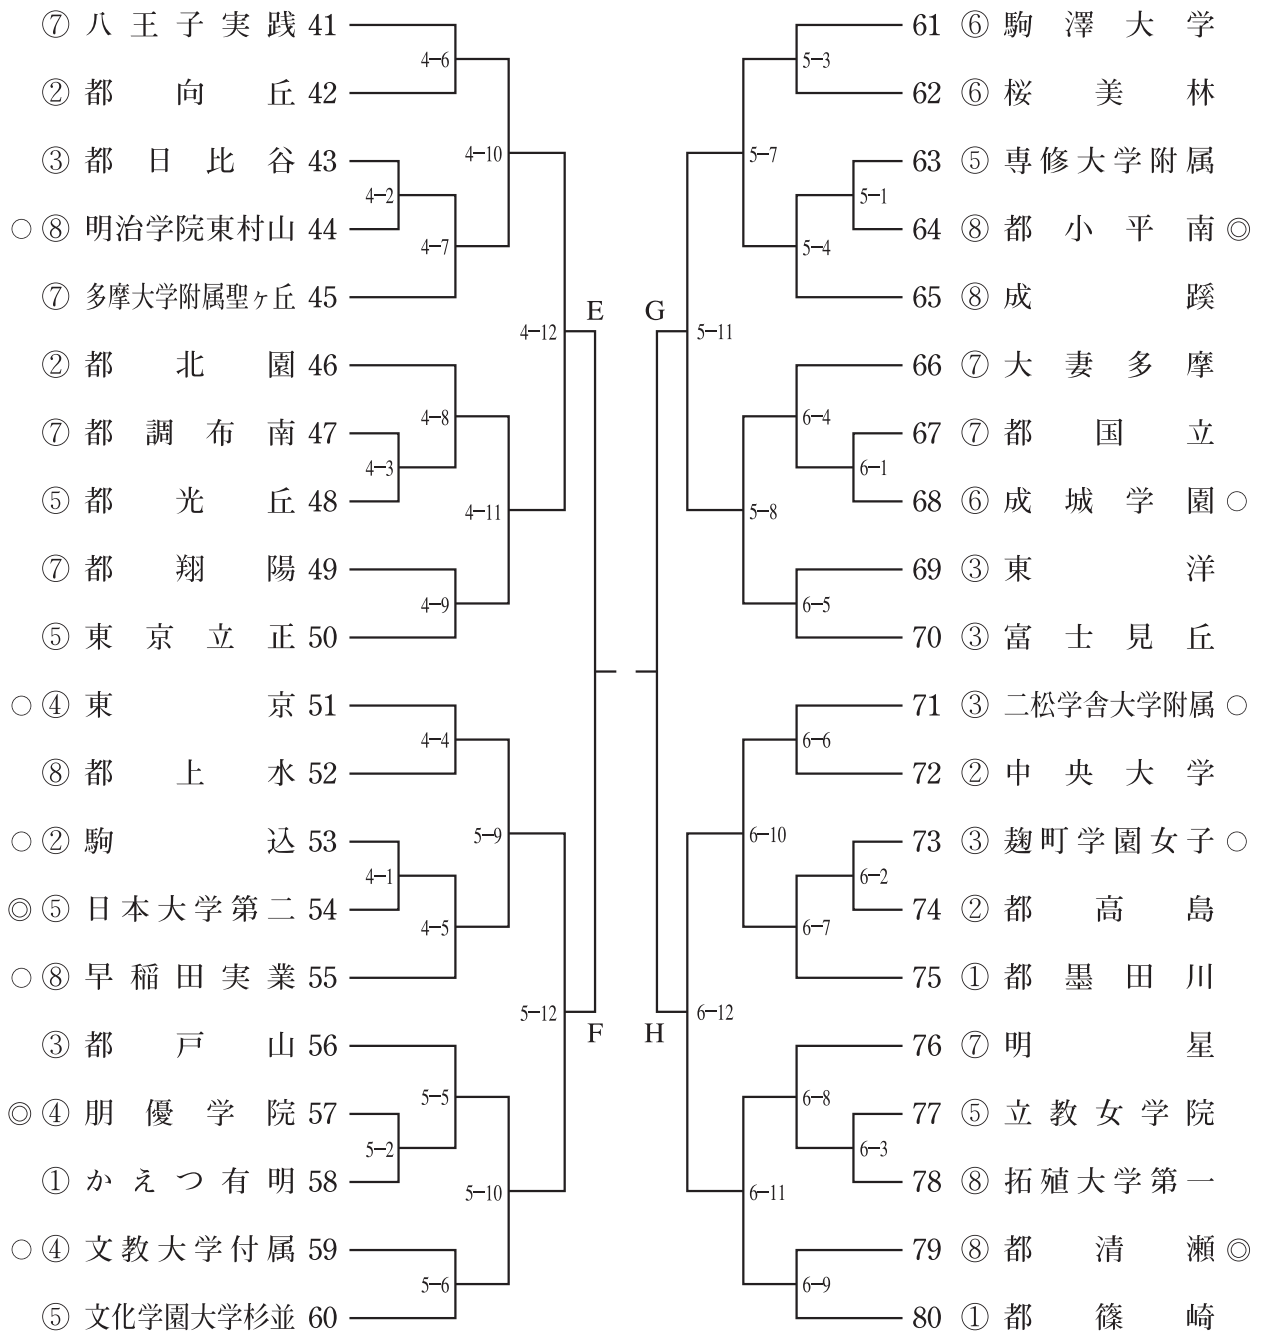 ⑦ 八王子実践 41
4-6
② 都向丘 42
4-10
③ 都日比谷 43
4-2
○ ⑧ 明治学院東村山 44
4-7
⑦ 多摩大学附属聖ヶ丘 45
E
4-12
② 都北園 46
4-8
⑦ 都調布南 47
4-3
⑤ 都光丘 48
4-11
⑦ 都翔陽 49
4-9
⑤ 東京立正 50
○ ④ 東京 51
4-4
⑧ 都上水 52
5-9
○ ② 駒込 53
4-1
◎ ⑤ 日本大学第二 54
4-5
○ ⑧ 早稲田実業 55
5-12
F
③ 都戸山 56
5-5
◎ ④ 朋優学院 57
5-2
① かえつ有明 58
5-10
○ ④ 文教大学付属 59
5-6
⑤ 文化学園大学杉並 60
61 ⑥ 駒澤大学
5-3
62 ⑥ 桜美林
5-7
63 ⑤ 専修大学附属
5-1
64 ⑧ 都小平南 ◎
5-4
65 ⑧ 成蹊
G
5-11
66 ⑦ 大妻多摩
6-4
67 ⑦ 都国立
6-1
68 ⑥ 成城学園 ○
5-8
69 ③ 東洋
6-5
70 ③ 富士見丘
71 ③ 二松学舎大学附属 ○
6-6
72 ② 中央大学
6-10
73 ③ 麹町学園女子 ○
6-2
74 ② 都高島
6-7
75 ① 都墨田川
6-12
H
76 ⑦ 明星
6-8
77 ⑤ 立教女学院
6-3
78 ⑧ 拓殖大学第一
6-11
79 ⑧ 都清瀬 ◎
6-9
80 ① 都篠崎